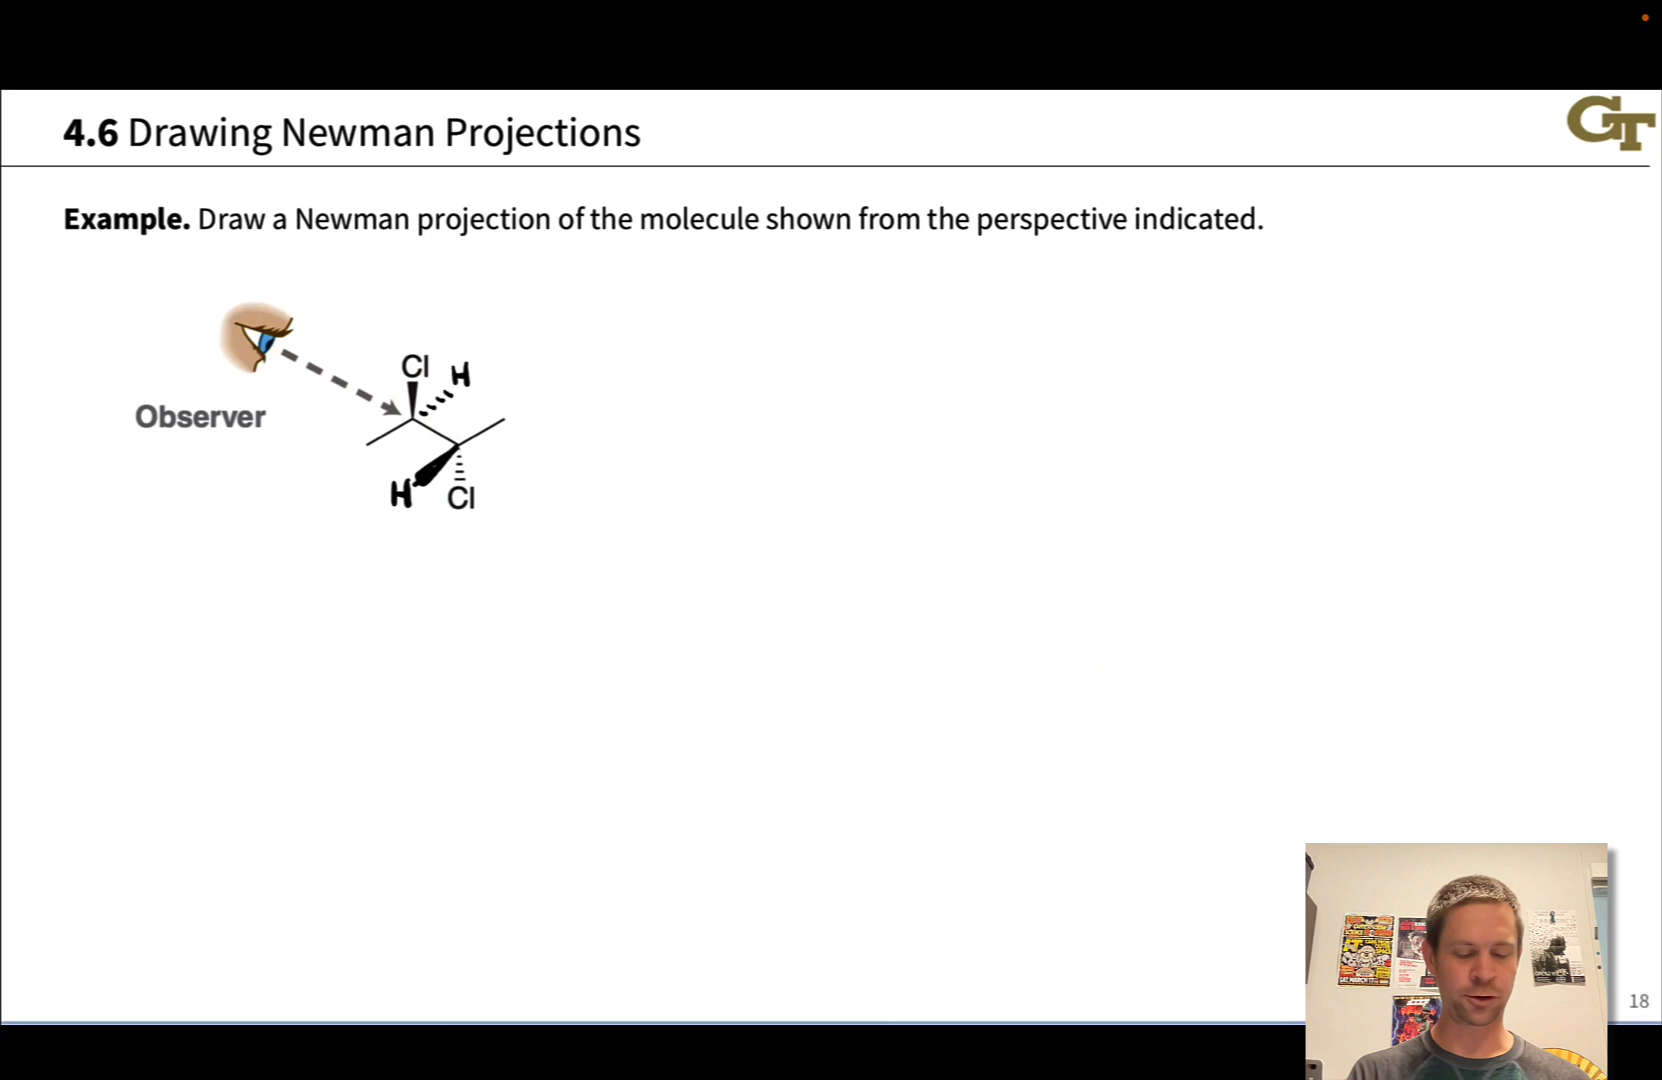 4.6 Drawing Newman Projections
GT
Example. Draw a Newman projection of the molecule shown from the perspective indicated.
Cl H
Observer
H Cl
18